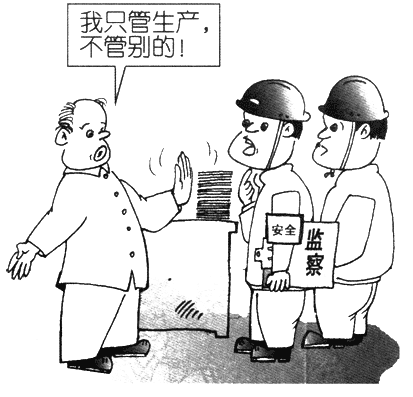 我只管生产，
不管别的！
安全
监察